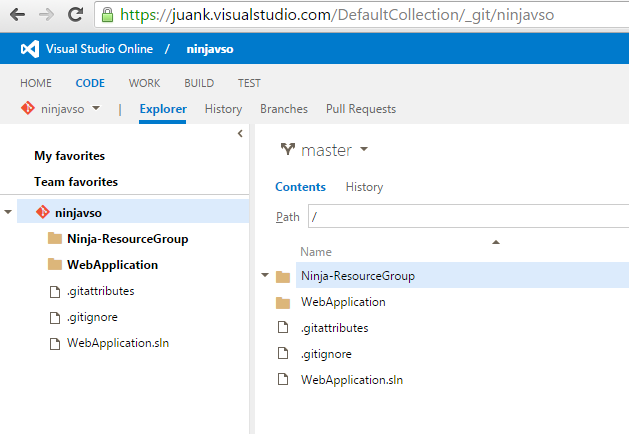 https://juank.visualstudio.com/DefaultCollection/_git/ninjavso
Visual Studio Online / ninjavso
HOME CODE WORK BUILD TEST
ninjavso | Explorer History Branches Pull Requests
My favorites
Team favorites
ninjavso
Ninja-ResourceGroup
WebApplication
.gitattributes
.gitignore
WebApplication.sln
master
Contents History
Path /
Name
Ninja-ResourceGroup
WebApplication
.gitattributes
.gitignore
WebApplication.sln